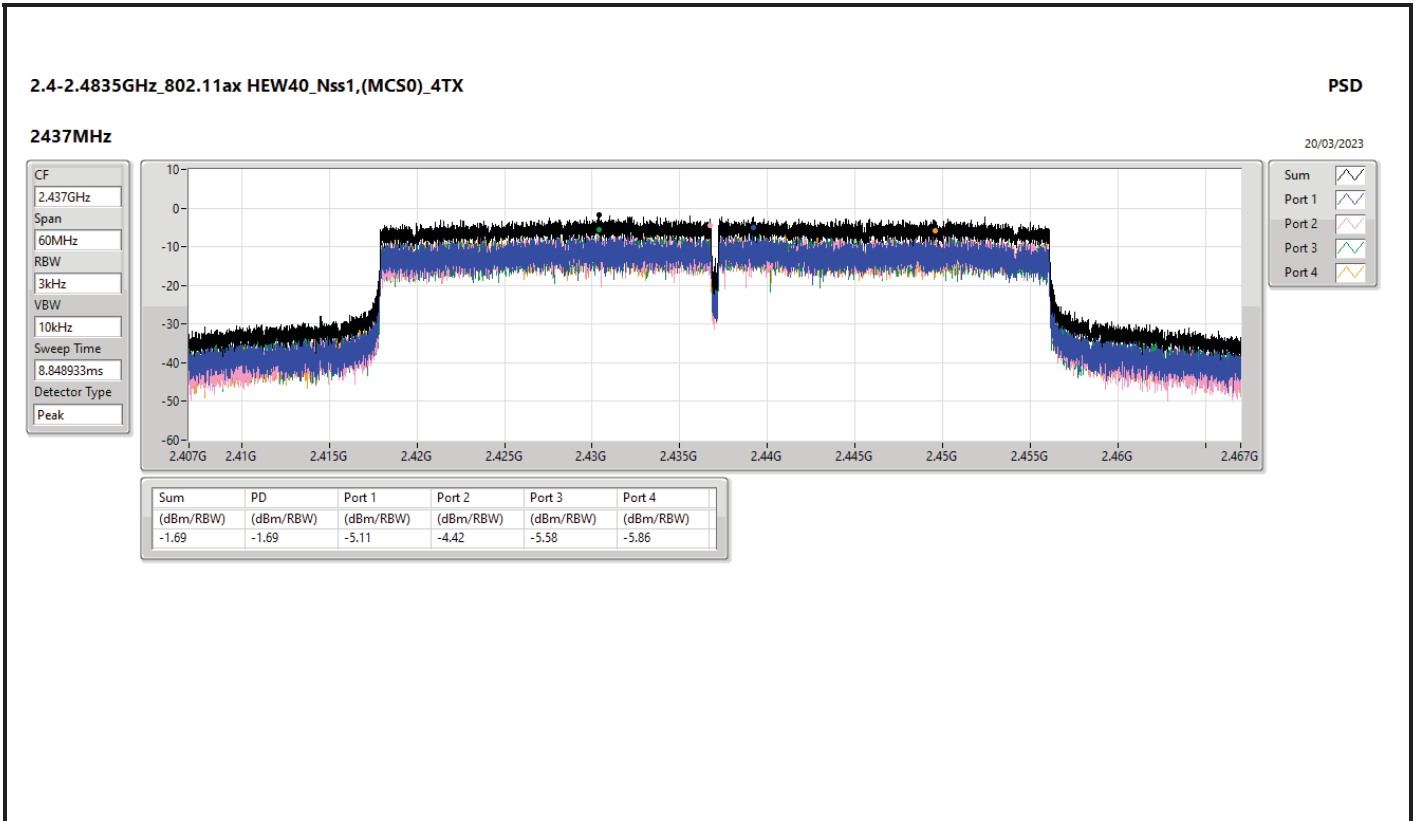 2.4-2.4835GHz_802.11ax HEW40_Nss1,(MCS0)_4TX
PSD
2437MHz
20/03/2023
CF
2.437GHz
Span
60MHz
RBW
3kHz
VBW
10kHz
Sweep Time
8.848933ms
Detector Type
Peak
10
0
-10
-20
-30
-40
-50
-60
2.407G 2.41G 2.415G 2.42G 2.425G 2.43G 2.435G 2.44G 2.445G 2.45G 2.455G 2.46G 2.467G
Sum
Port 1
Port 2
Port 3
Port 4
Sum PD Port 1 Port 2 Port 3 Port 4
(dBm/RBW) (dBm/RBW) (dBm/RBW) (dBm/RBW) (dBm/RBW) (dBm/RBW)
-1.69 -1.69 -5.11 -4.42 -5.58 -5.86